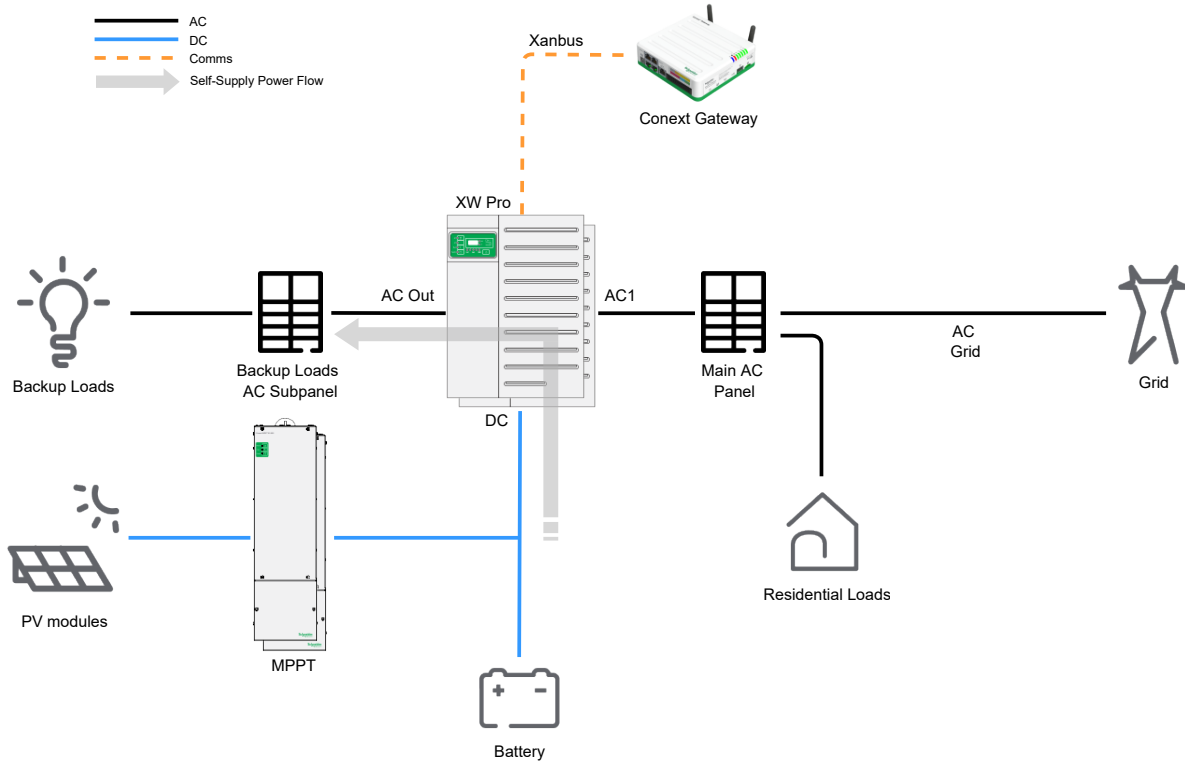 AC
DC
Comms
Self-Supply Power Flow
Xanbus
Conext Gateway
XW Pro
AC Out
AC1
AC
Grid
Backup Loads
Backup Loads
AC Subpanel
Main AC
Panel
Grid
DC
PV modules
MPPT
Residential Loads
Battery